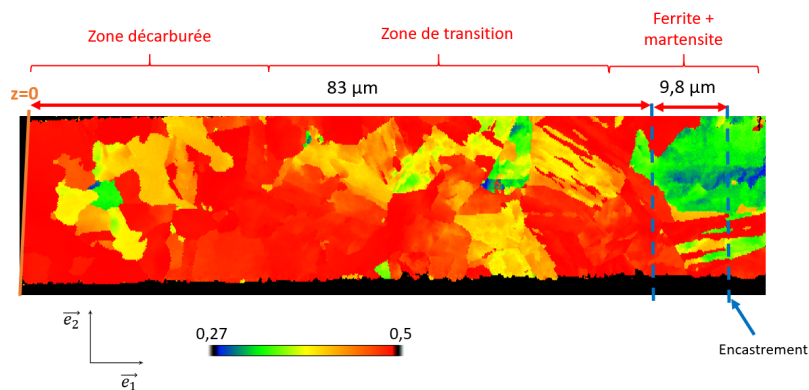 Zone décarburée
Zone de transition
Ferrite +
martensite
z=0
83 µm
9,8 µm
e₂
e₁
0,27
0,5
Encastrement